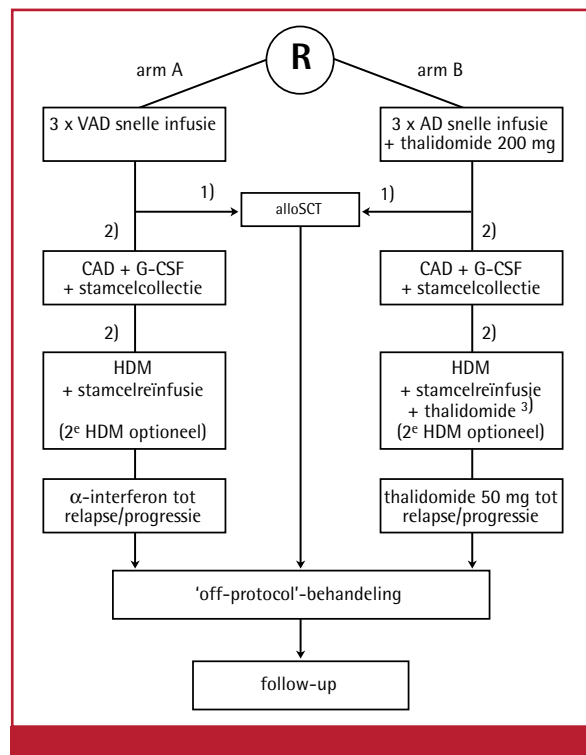 R
arm A
arm B
3 x VAD snelle infusie
3 x AD snelle infusie
+ thalidomide 200 mg
1)
alloSCT
1)
2)
2)
CAD + G-CSF
+ stamcelcollectie
CAD + G-CSF
+ stamcelcollectie
2)
2)
HDM
+ stamcelreïnfusie
(2e HDM optioneel)
HDM
+ stamcelreïnfusie
+ thalidomide 3)
(2e HDM optioneel)
α-interferon tot
relapse/progressie
thalidomide 50 mg tot
relapse/progressie
'off-protocol'-behandeling
follow-up